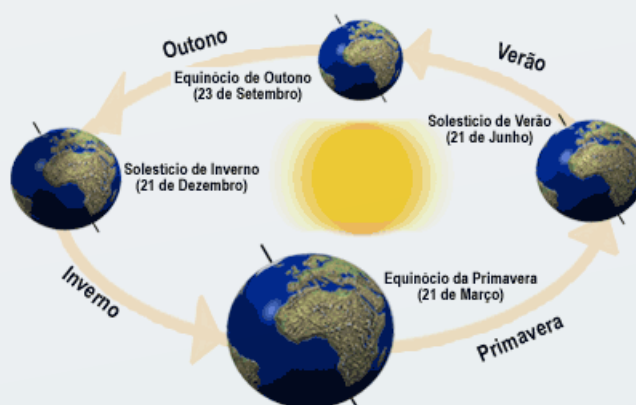 Outono
Verão
Equinócio de Outono
(23 de Setembro)
Solestício de Verão
(21 de Junho)
Solestício de Inverno
(21 de Dezembro)
Inverno
Equinócio da Primavera
(21 de Março)
Primavera